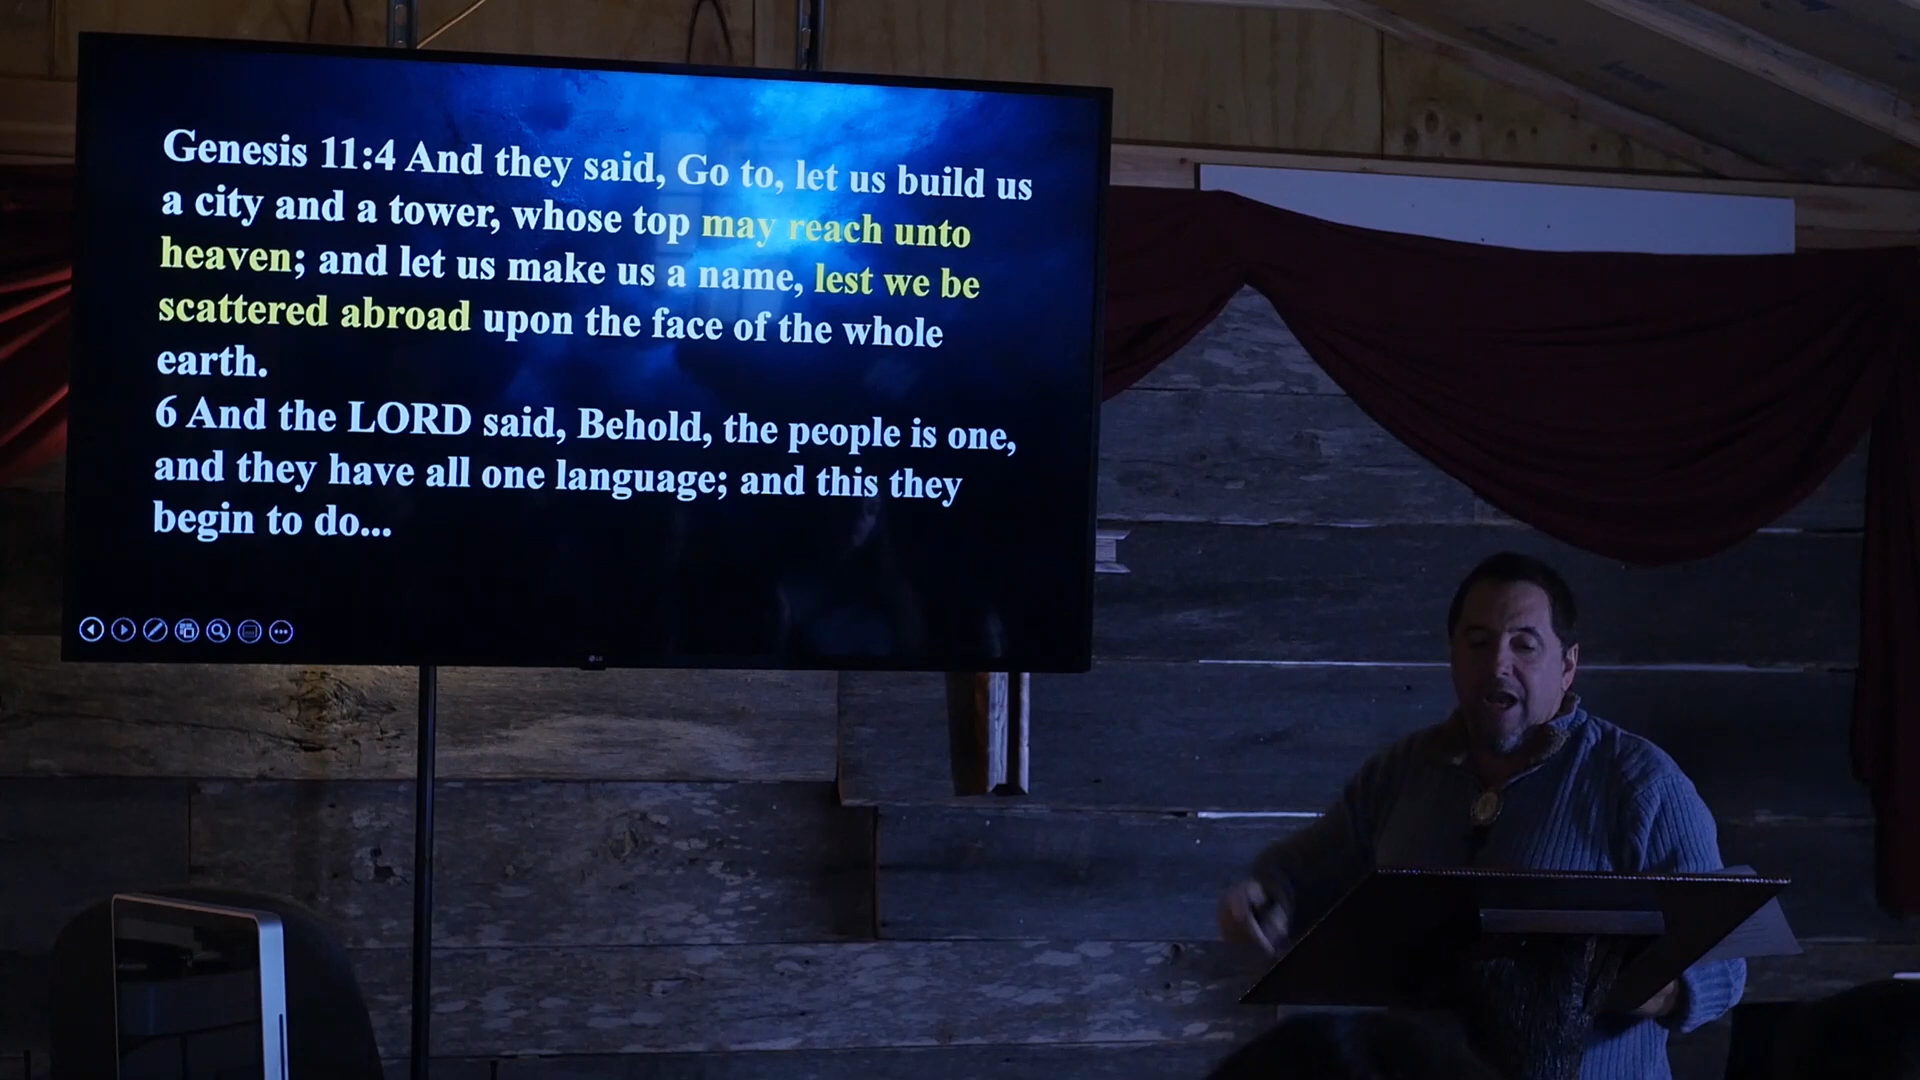 Genesis 11:4 And they said, Go to, let us build us
a city and a tower, whose top may reach unto
heaven; and let us make us a name, lest we be
scattered abroad upon the face of the whole
earth.
6 And the LORD said, Behold, the people is one,
and they have all one language; and this they
begin to do...
LG